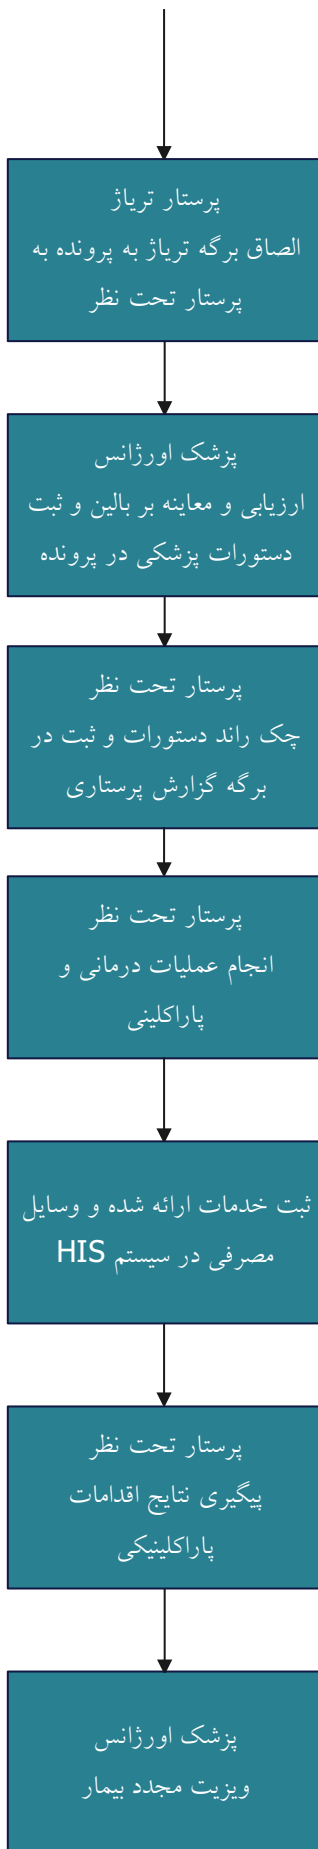 پرستار تریاژ
الصاق برگه تریاژ به پرونده به
پرستار تحت نظر
پزشک اورژانس
ارزیابی و معاینه بر بالین و ثبت
دستورات پزشکی در پرونده
پرستار تحت نظر
چک راند دستورات و ثبت در
برگه گزارش پرستاری
پرستار تحت نظر
انجام عملیات درمانی و
پاراکلینی
ثبت خدمات ارائه شده و وسایل
مصرفی در سیستم HIS
پرستار تحت نظر
پیگیری نتایج اقدامات
پاراکلینیکی
پزشک اورژانس
ویزیت مجدد بیمار